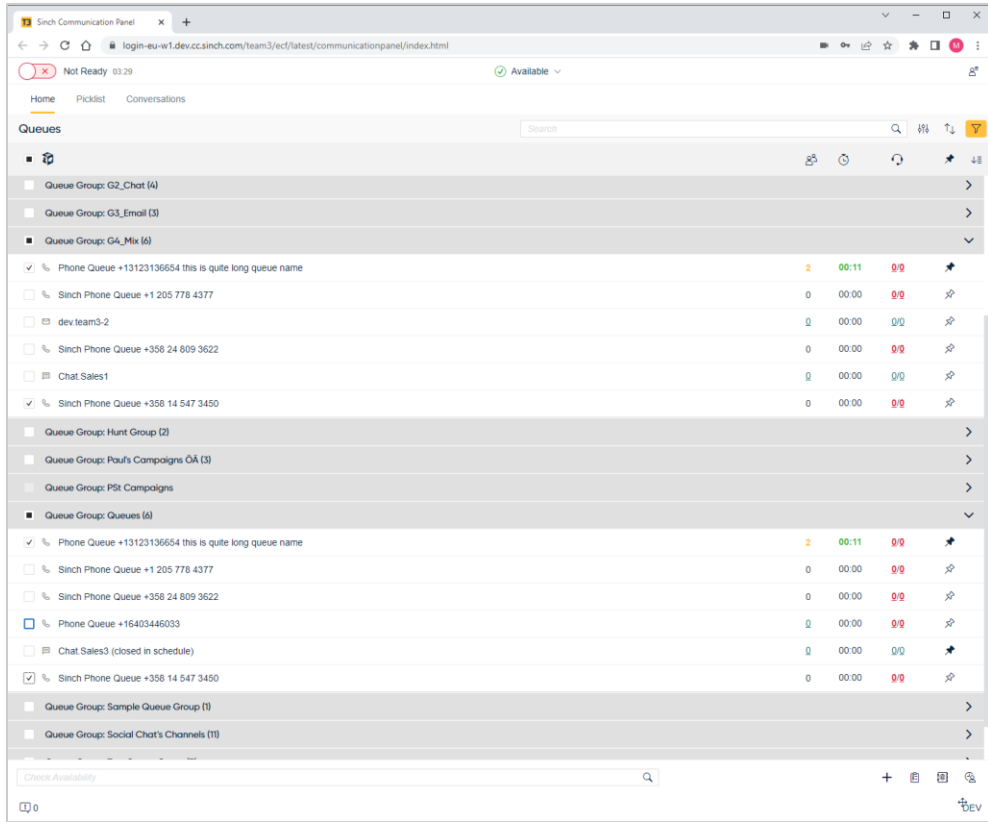 T3 Sinch Communication Panel
login-eu-w1.dev.cc.sinch.com/team3/ecf/latest/communicationpanel/index.html
M
Not Ready 03:29 Available
Home Picklist Conversations
Queues Search
Queue Group: G2_Chat (4)
Queue Group: G3_Email (3)
Queue Group: G4_Mix (6)
Phone Queue +13123136654 this is quite long queue name 2 00:11 0/0
Sinch Phone Queue +1 205 778 4377 0 00:00 0/0
dev.team3-2 0 00:00 0/0
Sinch Phone Queue +358 24 809 3622 0 00:00 0/0
Chat.Sales1 0 00:00 0/0
Sinch Phone Queue +358 14 547 3450 0 00:00 0/0
Queue Group: Hunt Group (2)
Queue Group: Paul's Campaigns ÖÄ (3)
Queue Group: PSt Campaigns
Queue Group: Queues (6)
Phone Queue +13123136654 this is quite long queue name 2 00:11 0/0
Sinch Phone Queue +1 205 778 4377 0 00:00 0/0
Sinch Phone Queue +358 24 809 3622 0 00:00 0/0
Phone Queue +16403446033 0 00:00 0/0
Chat.Sales3 (closed in schedule) 0 00:00 0/0
Sinch Phone Queue +358 14 547 3450 0 00:00 0/0
Queue Group: Sample Queue Group (1)
Queue Group: Social Chat's Channels (11)
Check Availability
0 DEV